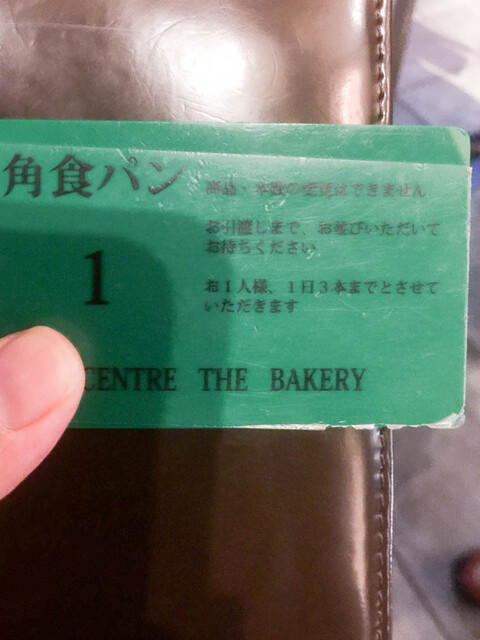 角食パン
商品・本数の変更はできません
お引渡しまで、お並びいただいて
お待ちください
1
お1人様、1日3本までとさせて
いただきます
CENTRE THE BAKERY